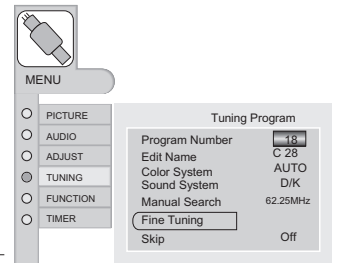 MENU
PICTURE
AUDIO
ADJUST
TUNING
FUNCTION
TIMER
Tuning Program
Program Number 18
Edit Name C 28
Color System AUTO
Sound System D/K
Manual Search 62.25MHz
Fine Tuning
Skip Off